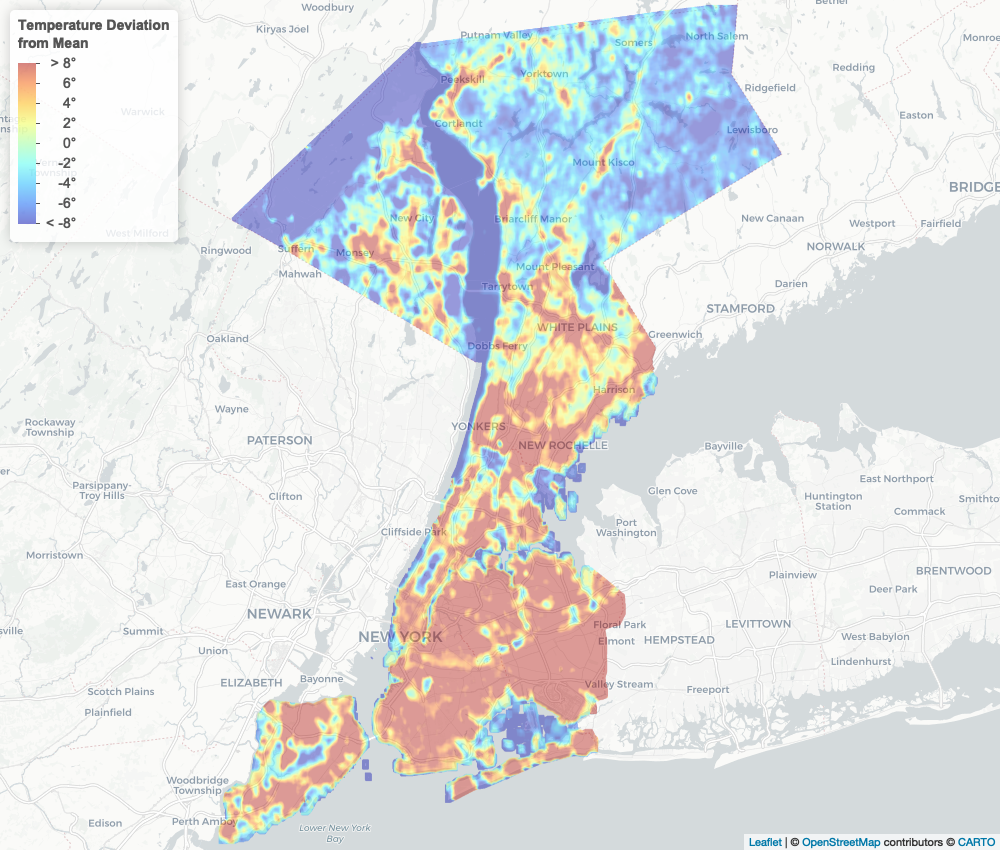 Temperature Deviation
from Mean
> 8°
6°
4°
2°
0°
-2°
-4°
-6°
< -8°
Woodbury
Kiryas Joel
Putnam Valley
Somers
North Salem
Bethel
Monroe
Redding
Peekskill
Yorktown
Ridgefield
Easton
Warwick
Cortlandt
Lewisboro
Mount Kisco
BRIDGE
New City
Briarcliff Manor
New Canaan
Westport
Fairfield
West Milford
NORWALK
Ringwood
Suffern
Monsey
Mahwah
Mount Pleasant
Tarrytown
Darien
STAMFORD
WHITE PLAINS
Greenwich
Oakland
Dobbs Ferry
Harrison
Wayne
Rockaway
Township
PATERSON
YONKERS
NEW ROCHELLE
Bayville
East Northport
Parsippany-
Troy Hills
Clifton
Glen Cove
Huntington
Station
Smithto
Commack
Port
Washington
Cliffside Park
Morristown
Plainview
BRENTWOOD
East Orange
Deer Park
NEWARK
Floral Park
LEVITTOWN
sville
Summit
NEW YORK
Elmont
HEMPSTEAD
West Babylon
Union
Lindenhurst
ELIZABETH
Bayonne
Valley Stream
Freeport
Scotch Plains
Plainfield
Woodbridge
Township
Perth Amboy
Edison
Lower New York
Bay
Leaflet | © OpenStreetMap contributors © CARTO